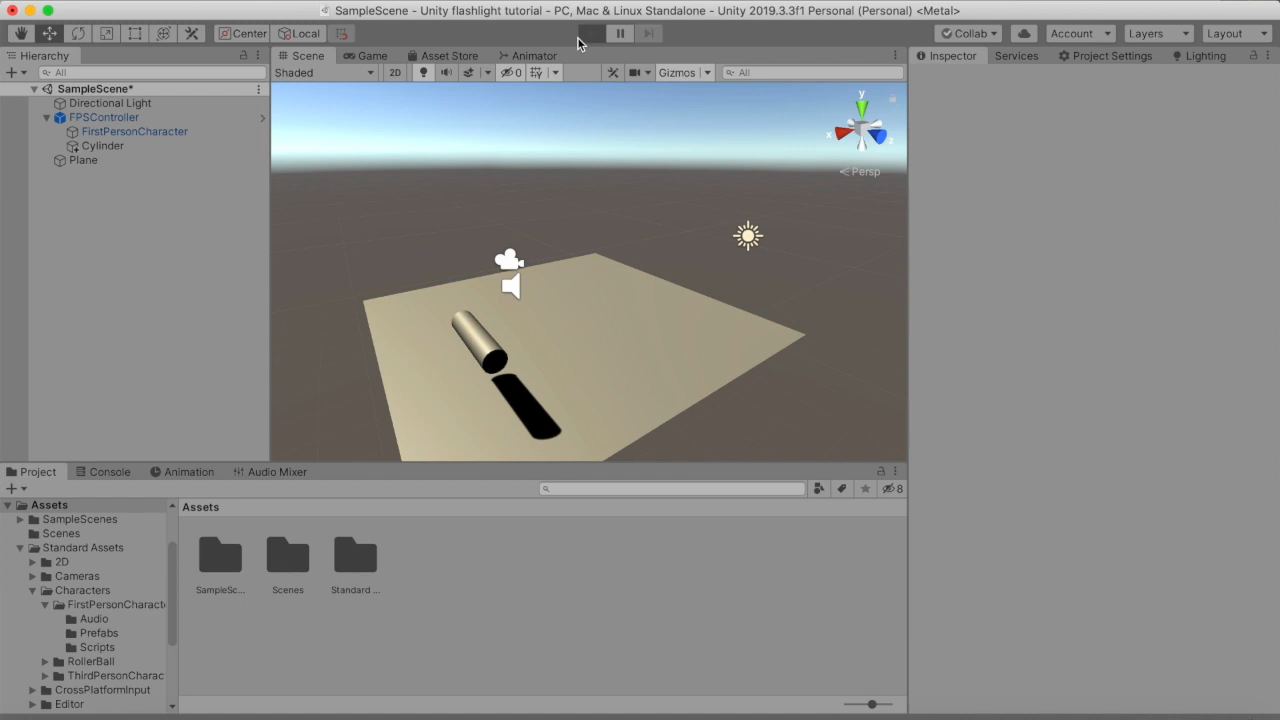 SampleScene - Unity flashlight tutorial - PC, Mac & Linux Standalone - Unity 2019.3.3f1 Personal (Personal) <Metal>
Center Local Collab Account Layers Layout
Hierarchy
All
SampleScene*
Directional Light
FPSController
FirstPersonCharacter
Cylinder
Plane
Scene Game Asset Store Animator
Shaded 2D 0 Gizmos All
y
x
z
Persp
Inspector Services Project Settings Lighting
Project Console Animation Audio Mixer
8
Assets
SampleScenes
Scenes
Standard Assets
2D
Cameras
Characters
FirstPersonCharact
Audio
Prefabs
Scripts
RollerBall
ThirdPersonCharac
CrossPlatformInput
Editor
Assets
SampleSc... Scenes Standard ...